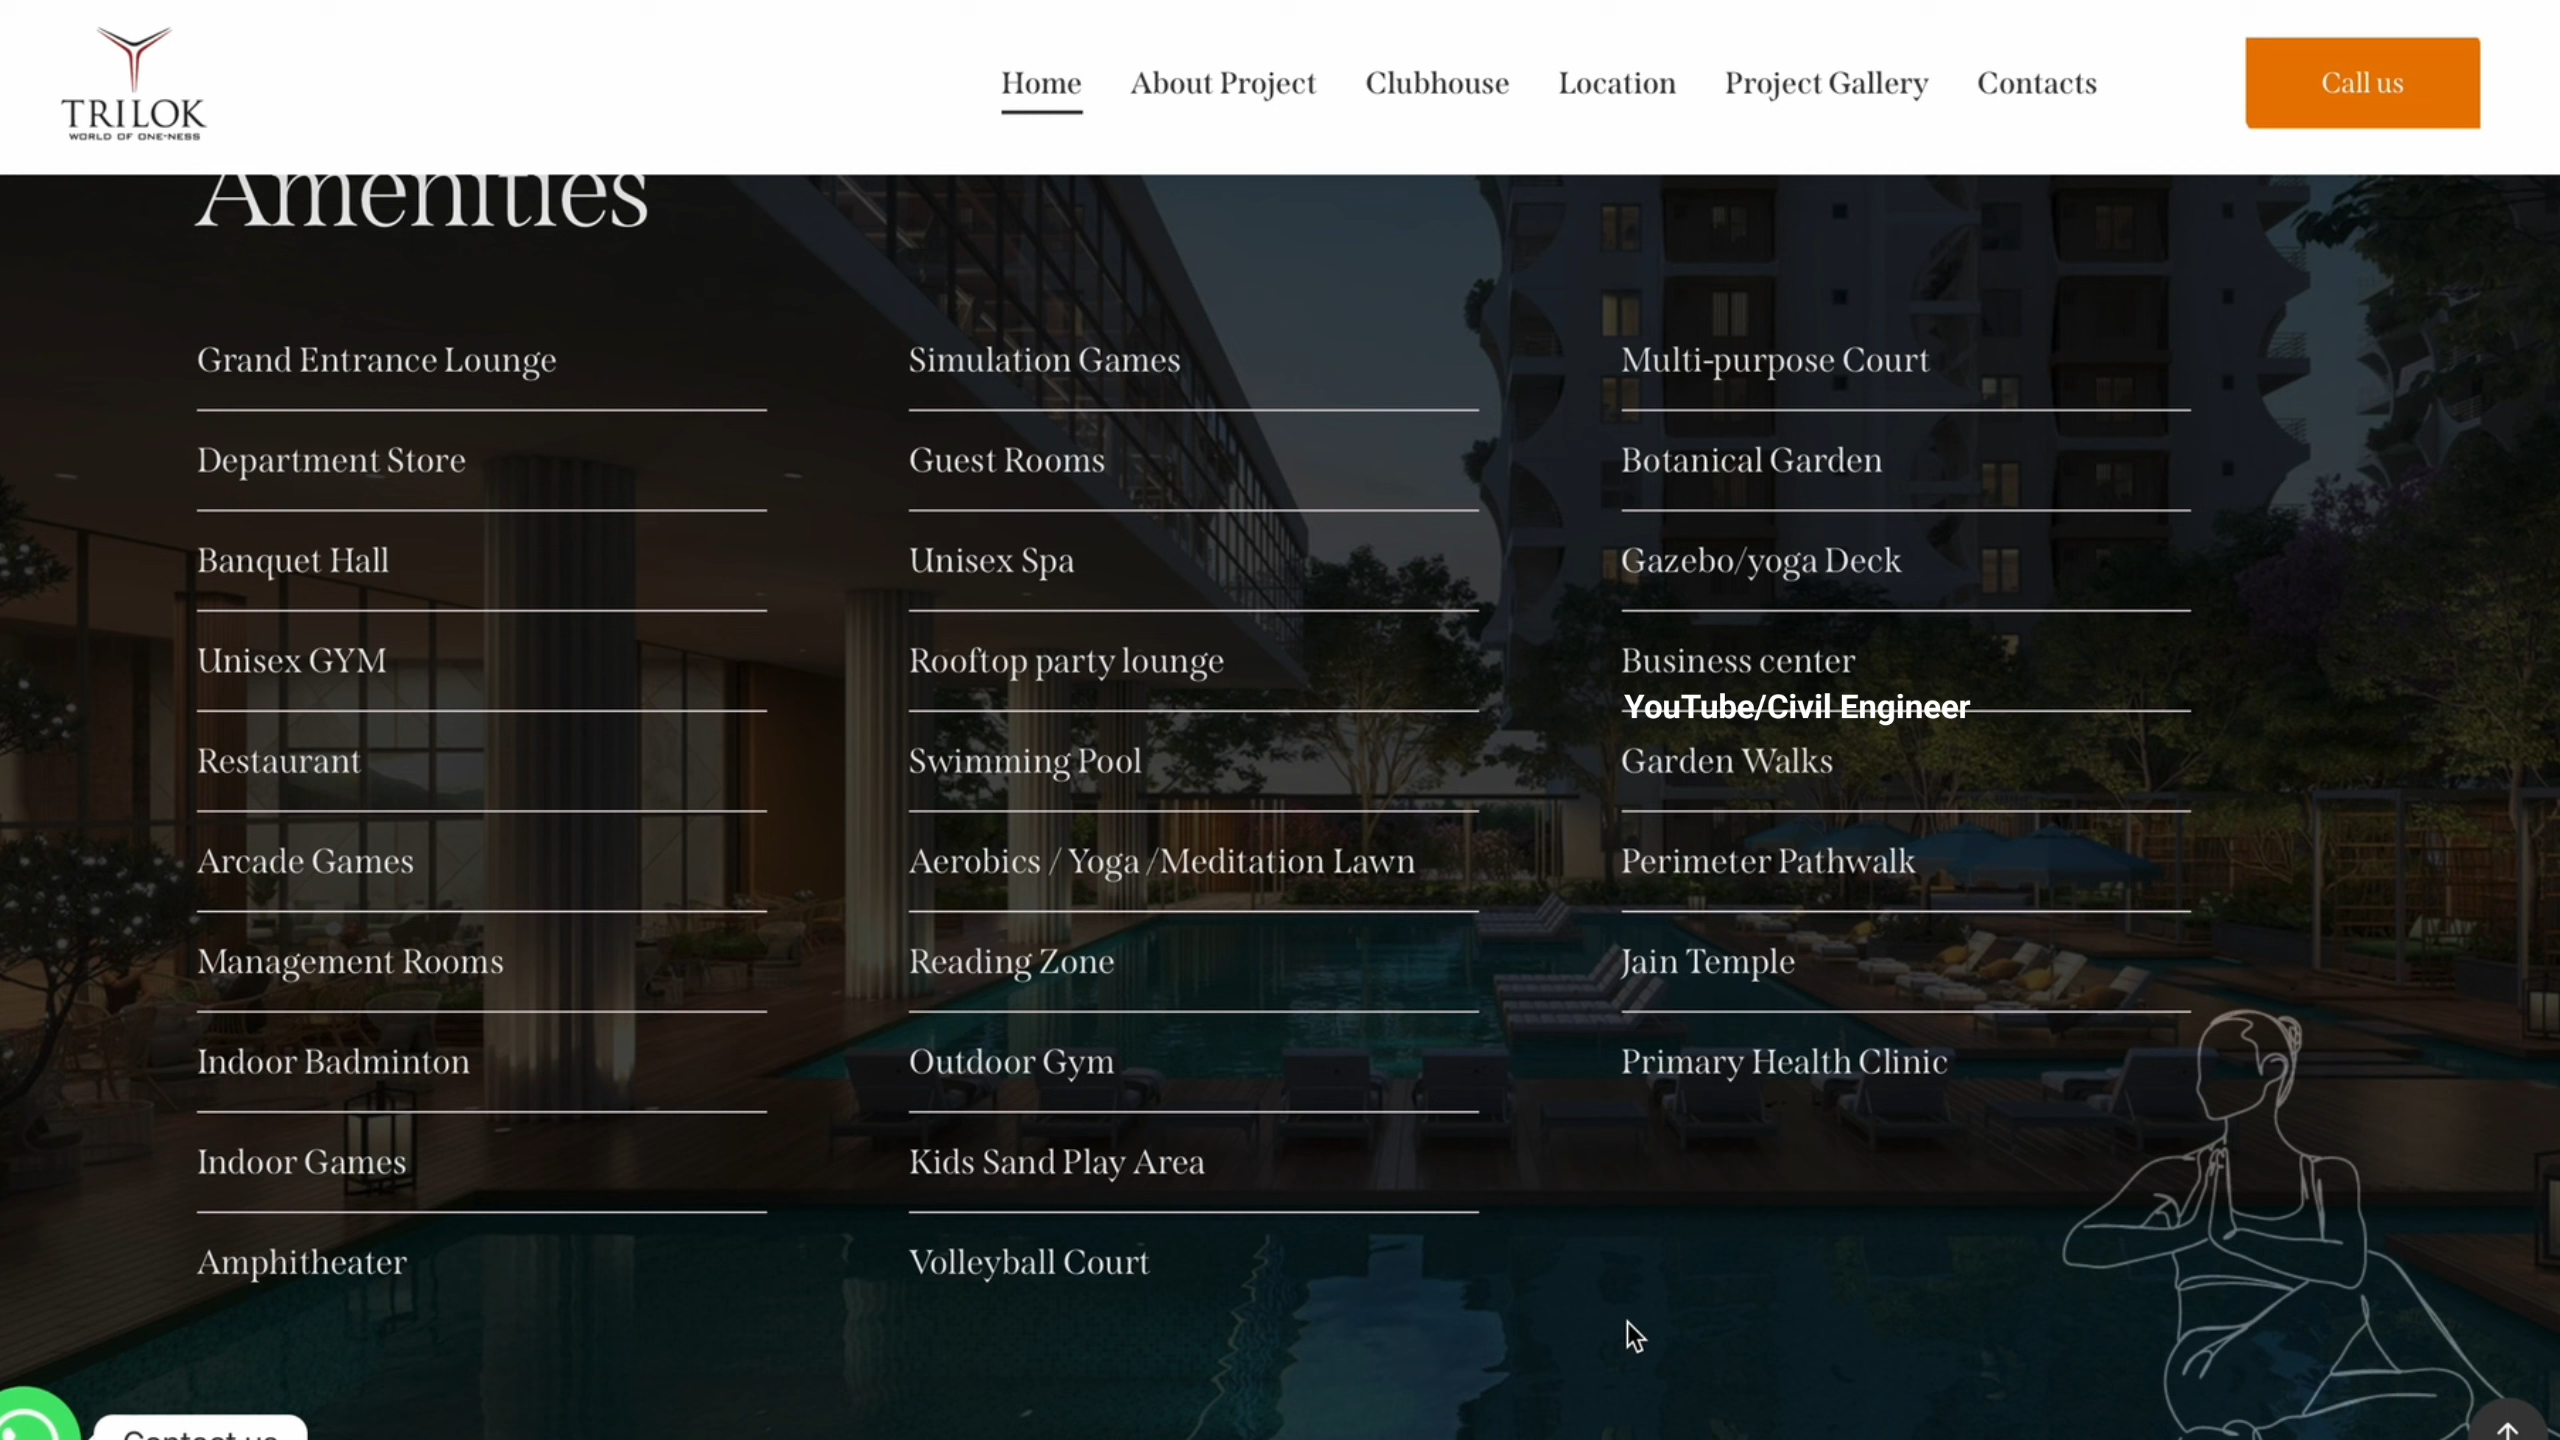 TRILOK
WORLD OF ONE-NESS
Home
About Project
Clubhouse
Location
Project Gallery
Contacts
Call us
Amenities
Grand Entrance Lounge
Department Store
Banquet Hall
Unisex GYM
Restaurant
Arcade Games
Management Rooms
Indoor Badminton
Indoor Games
Amphitheater
Simulation Games
Guest Rooms
Unisex Spa
Rooftop party lounge
Swimming Pool
Aerobics / Yoga /Meditation Lawn
Reading Zone
Outdoor Gym
Kids Sand Play Area
Volleyball Court
Multi-purpose Court
Botanical Garden
Gazebo/yoga Deck
Business center
YouTube/Civil Engineer
Garden Walks
Perimeter Pathwalk
Jain Temple
Primary Health Clinic
Contact us